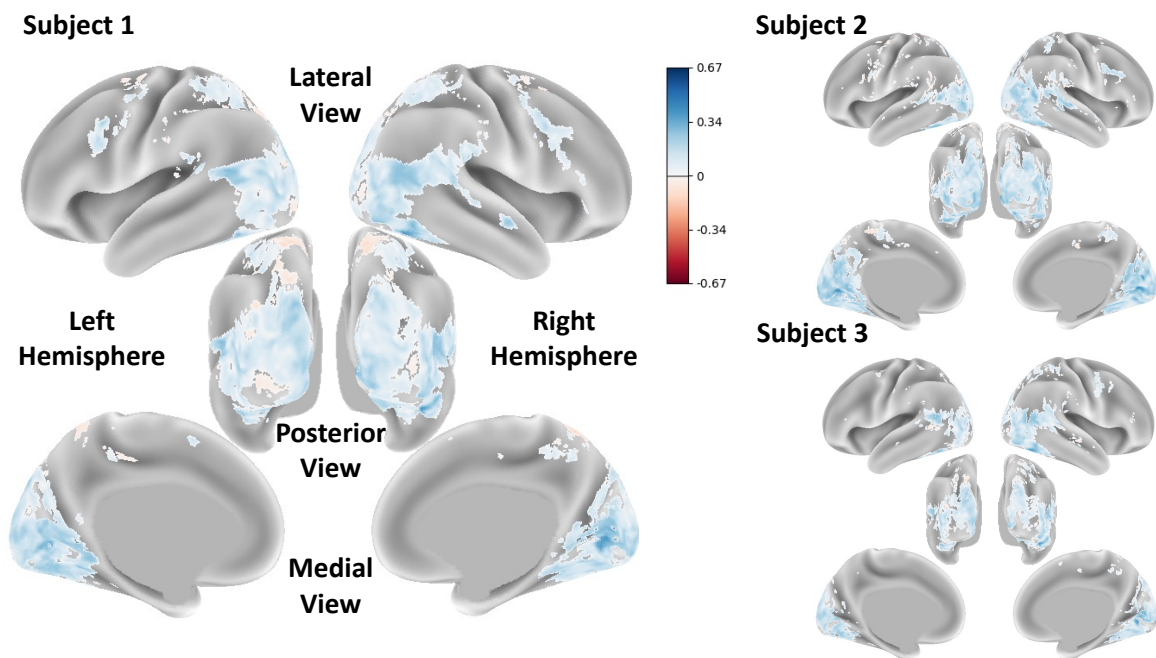 Subject 1
Lateral
View
0.67
0.34
0
-0.34
-0.67
Left
Hemisphere
Right
Hemisphere
Posterior
View
Medial
View
Subject 2
Subject 3